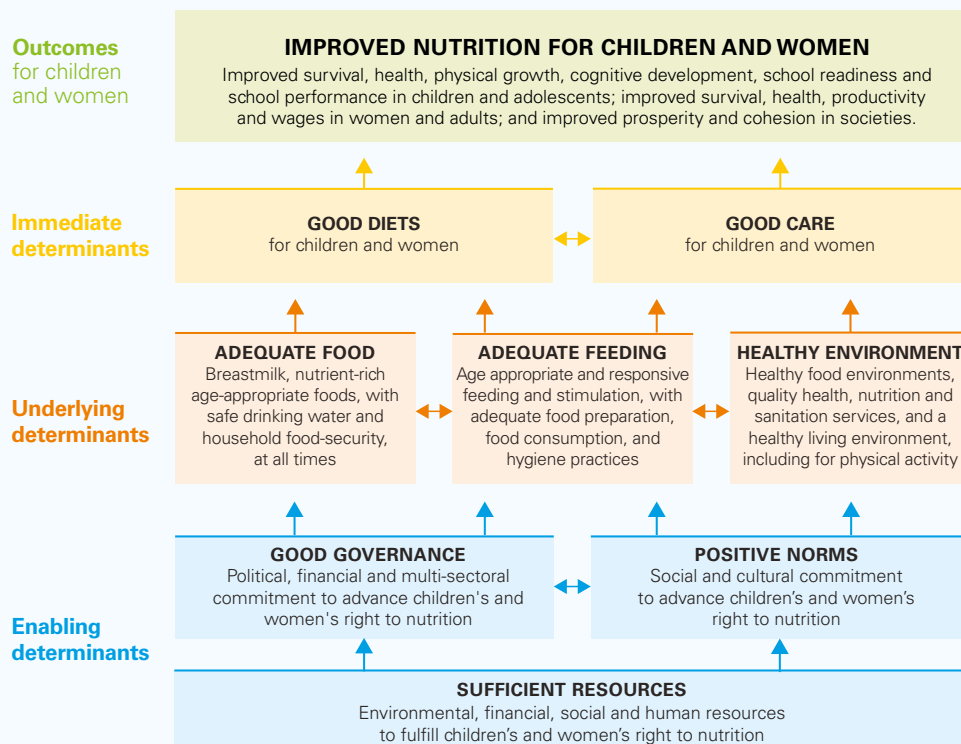 Outcomes
for children
and women
IMPROVED NUTRITION FOR CHILDREN AND WOMEN
Improved survival, health, physical growth, cognitive development, school readiness and
school performance in children and adolescents; improved survival, health, productivity
and wages in women and adults; and improved prosperity and cohesion in societies.
Immediate
determinants
GOOD DIETS
for children and women
GOOD CARE
for children and women
Underlying
determinants
ADEQUATE FOOD
Breastmilk, nutrient-rich
age-appropriate foods, with
safe drinking water and
household food-security,
at all times
ADEQUATE FEEDING
Age appropriate and responsive
feeding and stimulation, with
adequate food preparation,
food consumption, and
hygiene practices
HEALTHY ENVIRONMENT
Healthy food environments,
quality health, nutrition and
sanitation services, and a
healthy living environment,
including for physical activity
Enabling
determinants
GOOD GOVERNANCE
Political, financial and multi-sectoral
commitment to advance children's and
women's right to nutrition
POSITIVE NORMS
Social and cultural commitment
to advance children’s and women’s
right to nutrition
SUFFICIENT RESOURCES
Environmental, financial, social and human resources
to fulfill children’s and women’s right to nutrition